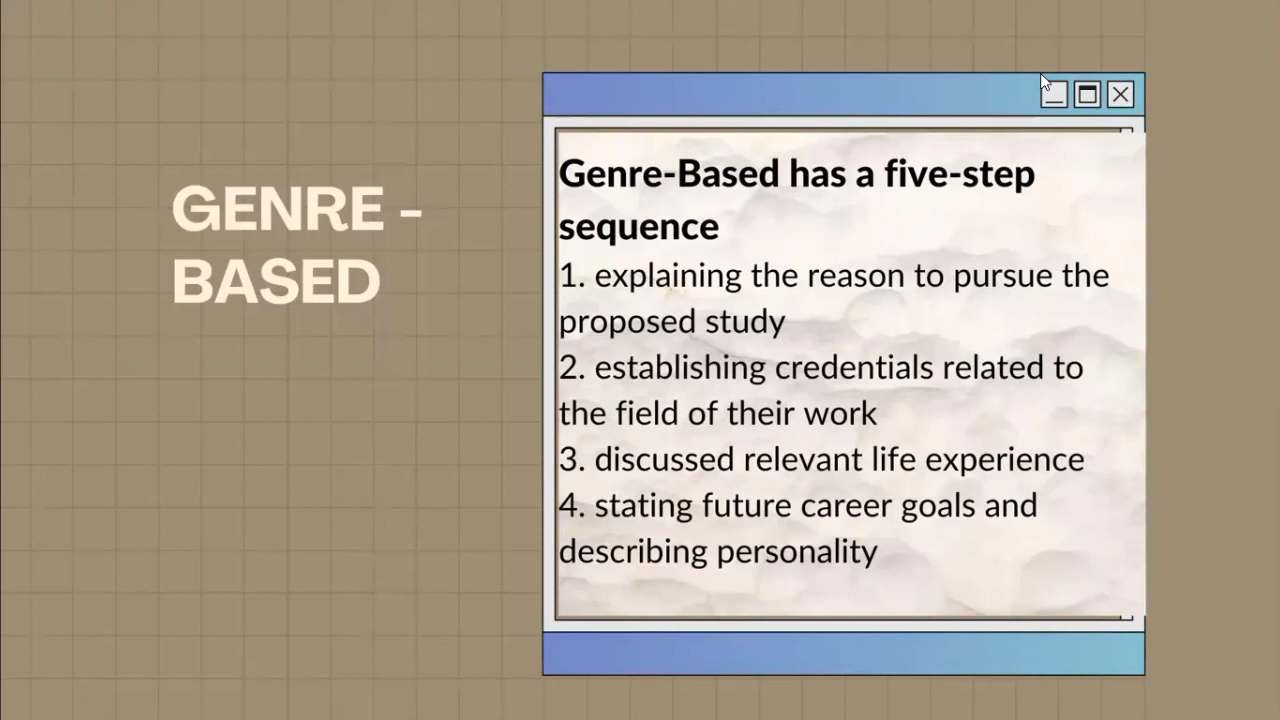 GENRE -
BASED
Genre-Based has a five-step
sequence
1. explaining the reason to pursue the
proposed study
2. establishing credentials related to
the field of their work
3. discussed relevant life experience
4. stating future career goals and
describing personality